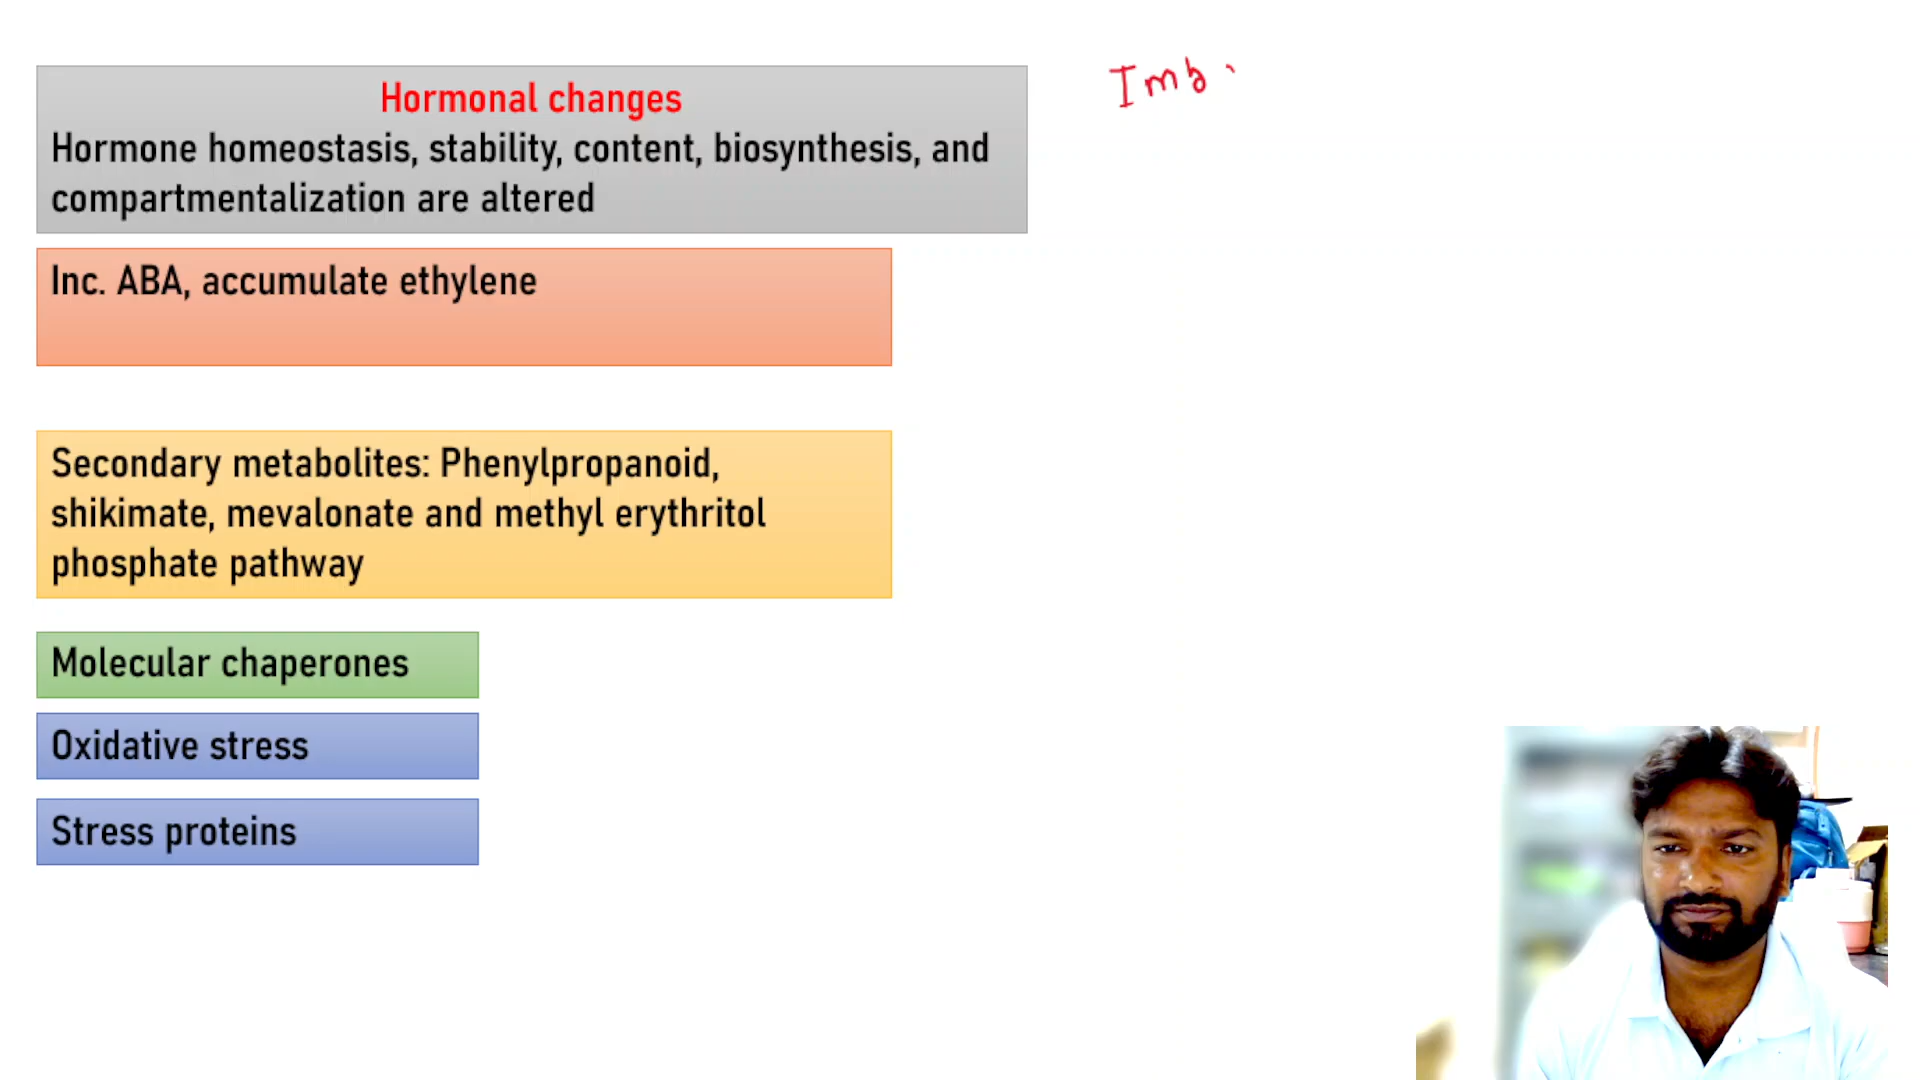 Hormonal changes
Hormone homeostasis, stability, content, biosynthesis, and
compartmentalization are altered
Imb
Inc. ABA, accumulate ethylene
Secondary metabolites: Phenylpropanoid,
shikimate, mevalonate and methyl erythritol
phosphate pathway
Molecular chaperones
Oxidative stress
Stress proteins